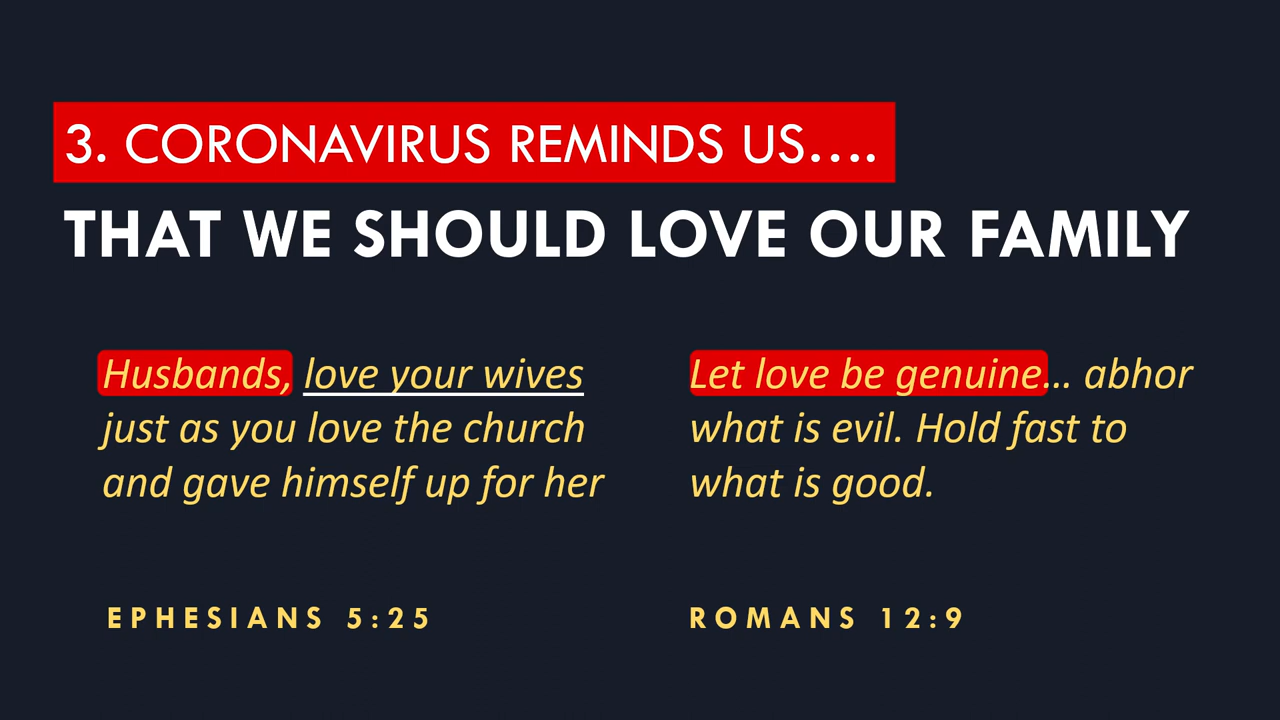 3. CORONAVIRUS REMINDS US....
THAT WE SHOULD LOVE OUR FAMILY
Husbands, love your wives
just as you love the church
and gave himself up for her
EPHESIANS 5:25
Let love be genuine... abhor
what is evil. Hold fast to
what is good.
ROMANS 12:9